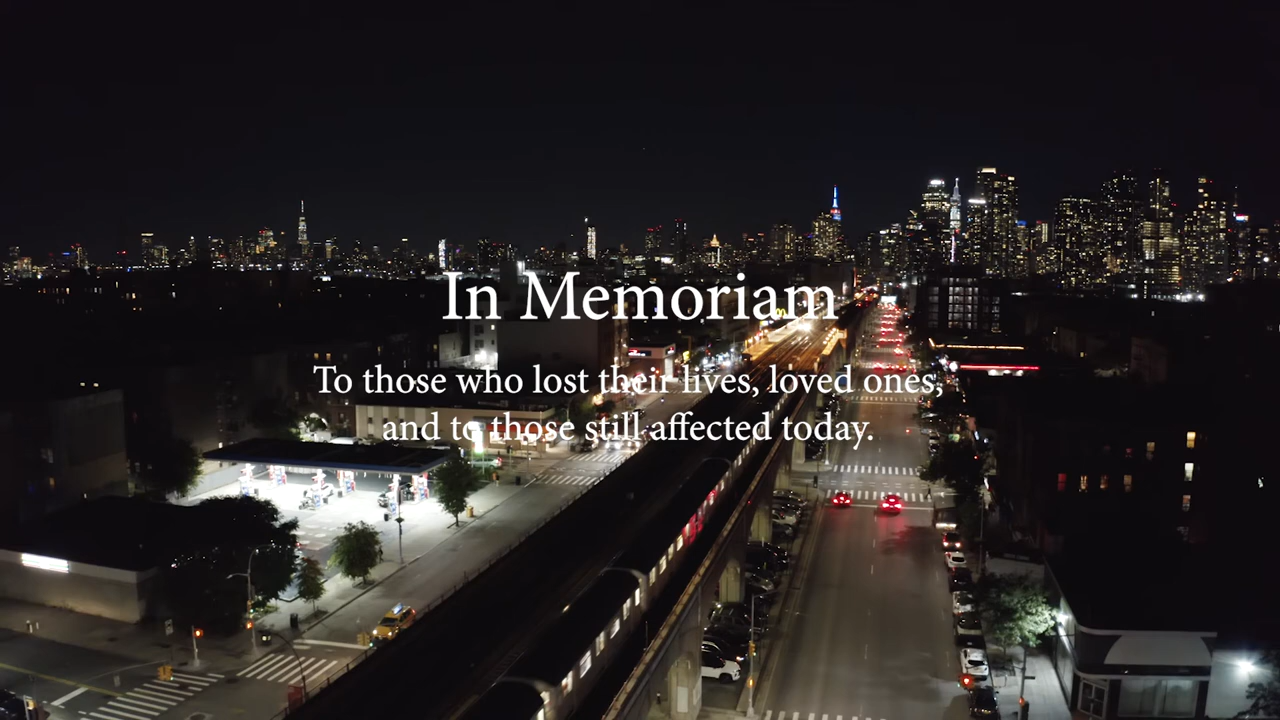 In Memoriam
To those who lost their lives, loved ones,
and to those still affected today.